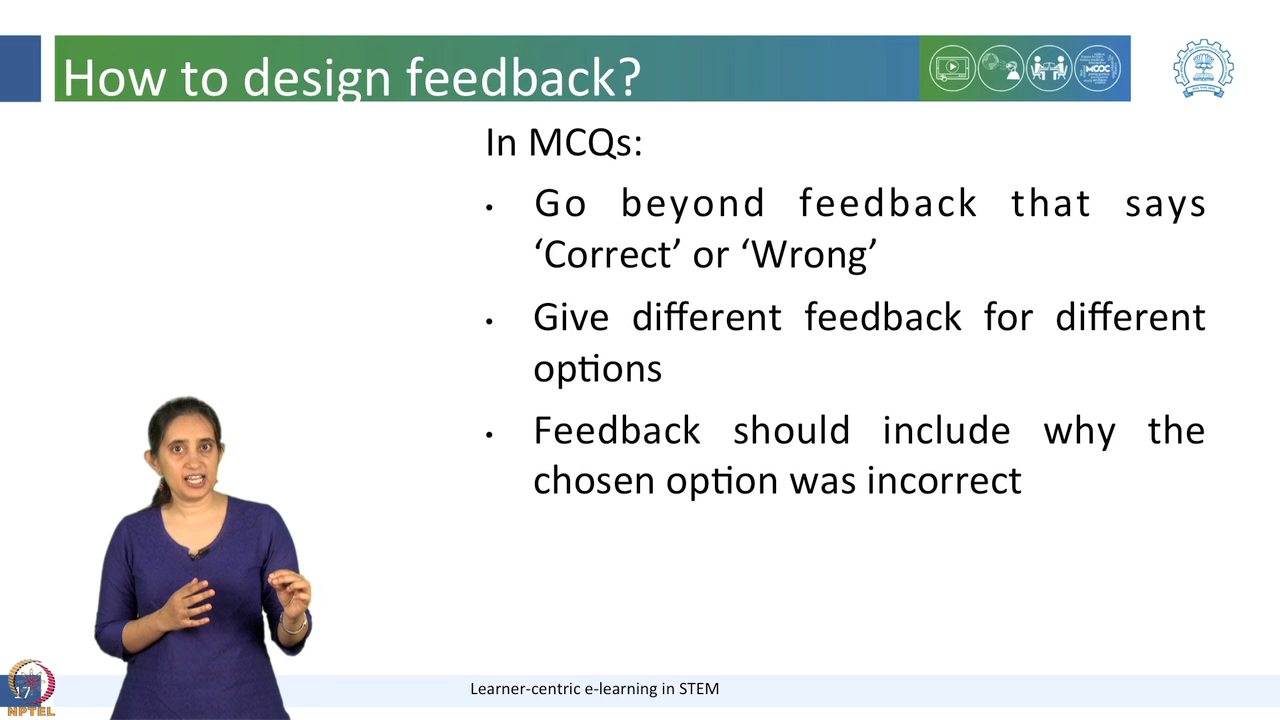 How to design feedback?
MOOC
In MCQs:
• Go beyond feedback that says
‘Correct’ or ‘Wrong’
• Give different feedback for different
options
• Feedback should include why the
chosen option was incorrect
17
NPTEL
Learner-centric e-learning in STEM